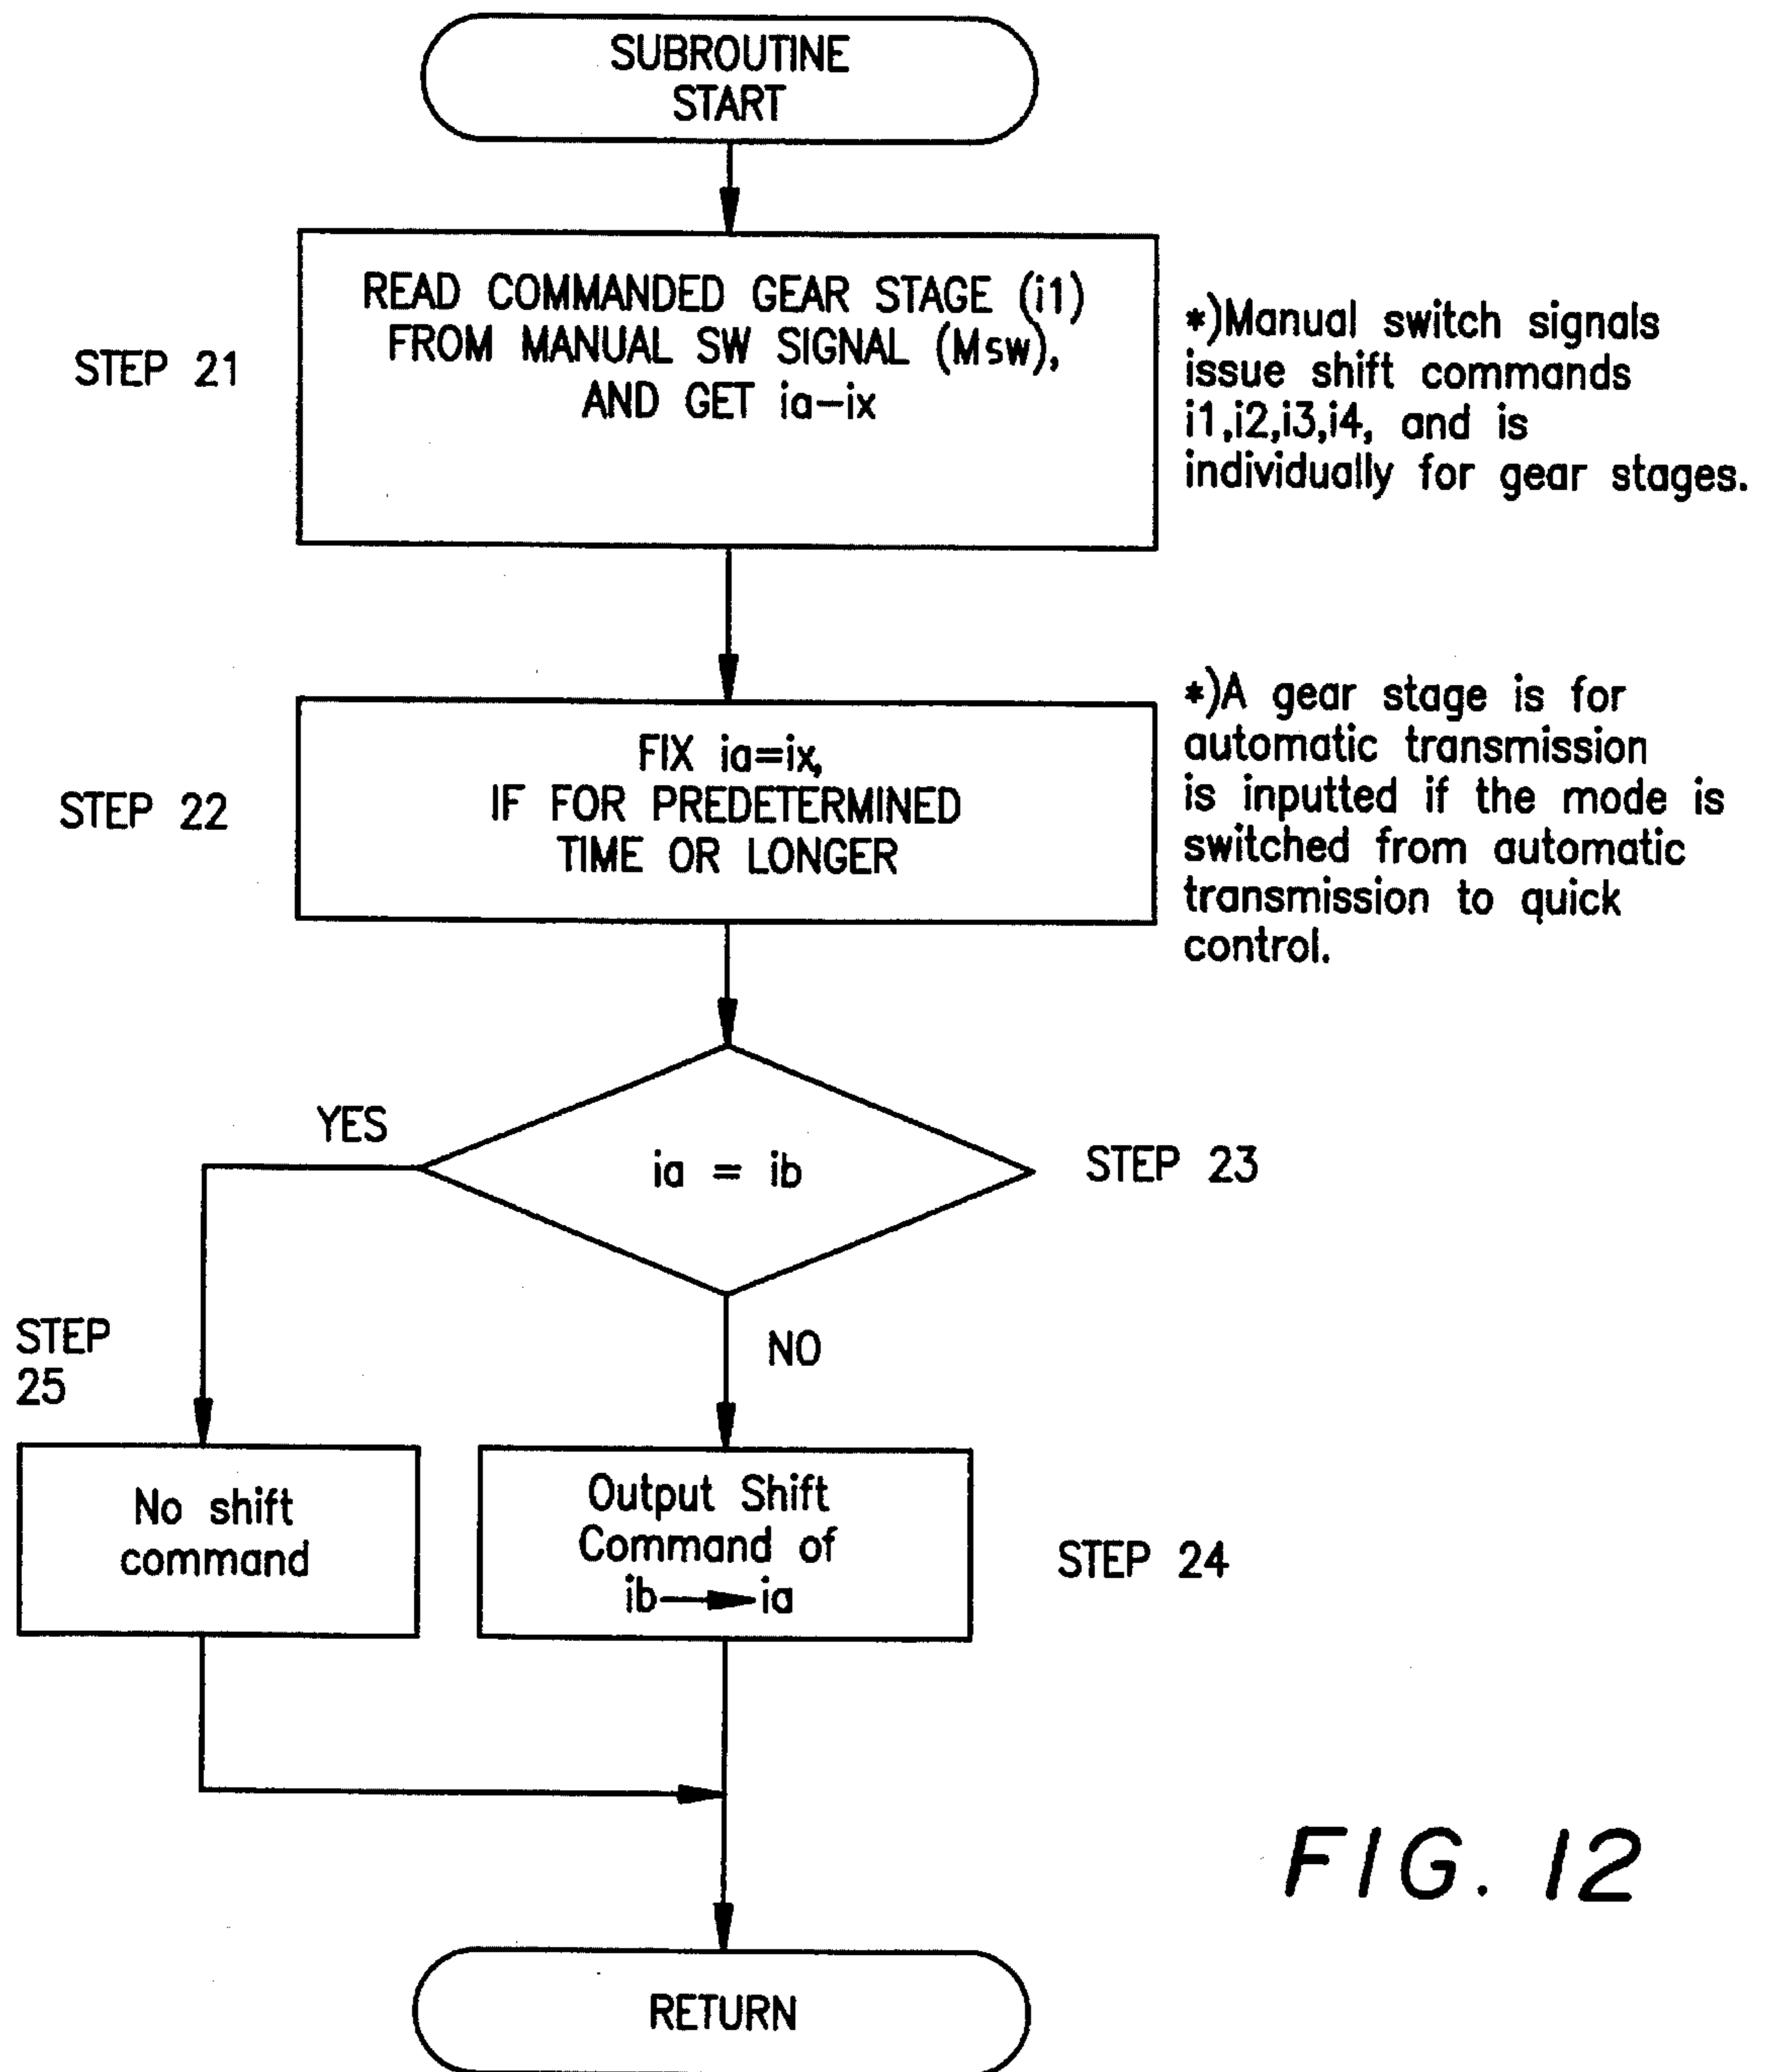 SUBROUTINE
START
STEP 21
READ COMMANDED GEAR STAGE (i1)
FROM MANUAL SW SIGNAL (Msw),
AND GET ia-ix
*)Manual switch signals
issue shift commands
i1,i2,i3,i4, and is
individually for gear stages.
STEP 22
FIX ia=ix,
IF FOR PREDETERMINED
TIME OR LONGER
*)A gear stage is for
automatic transmission
is inputted if the mode is
switched from automatic
transmission to quick
control.
YES
ia = ib
STEP 23
NO
STEP
25
No shift
command
Output Shift
Command of
ib→ia
STEP 24
RETURN
FIG. 12